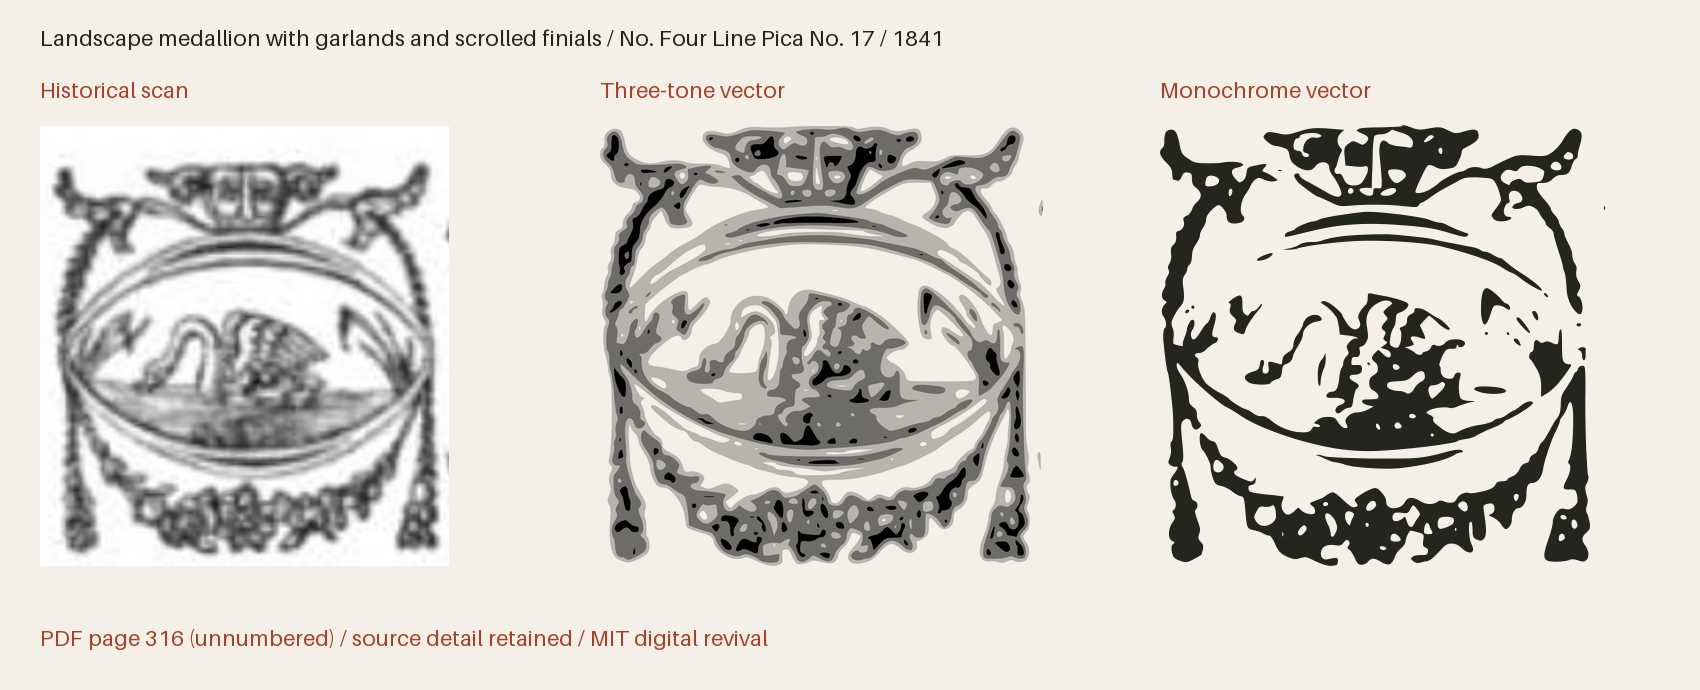 Landscape medallion with garlands and scrolled finials / No. Four Line Pica No. 17 / 1841
Historical scan
Three-tone vector
Monochrome vector
PDF page 316 (unnumbered) / source detail retained / MIT digital revival